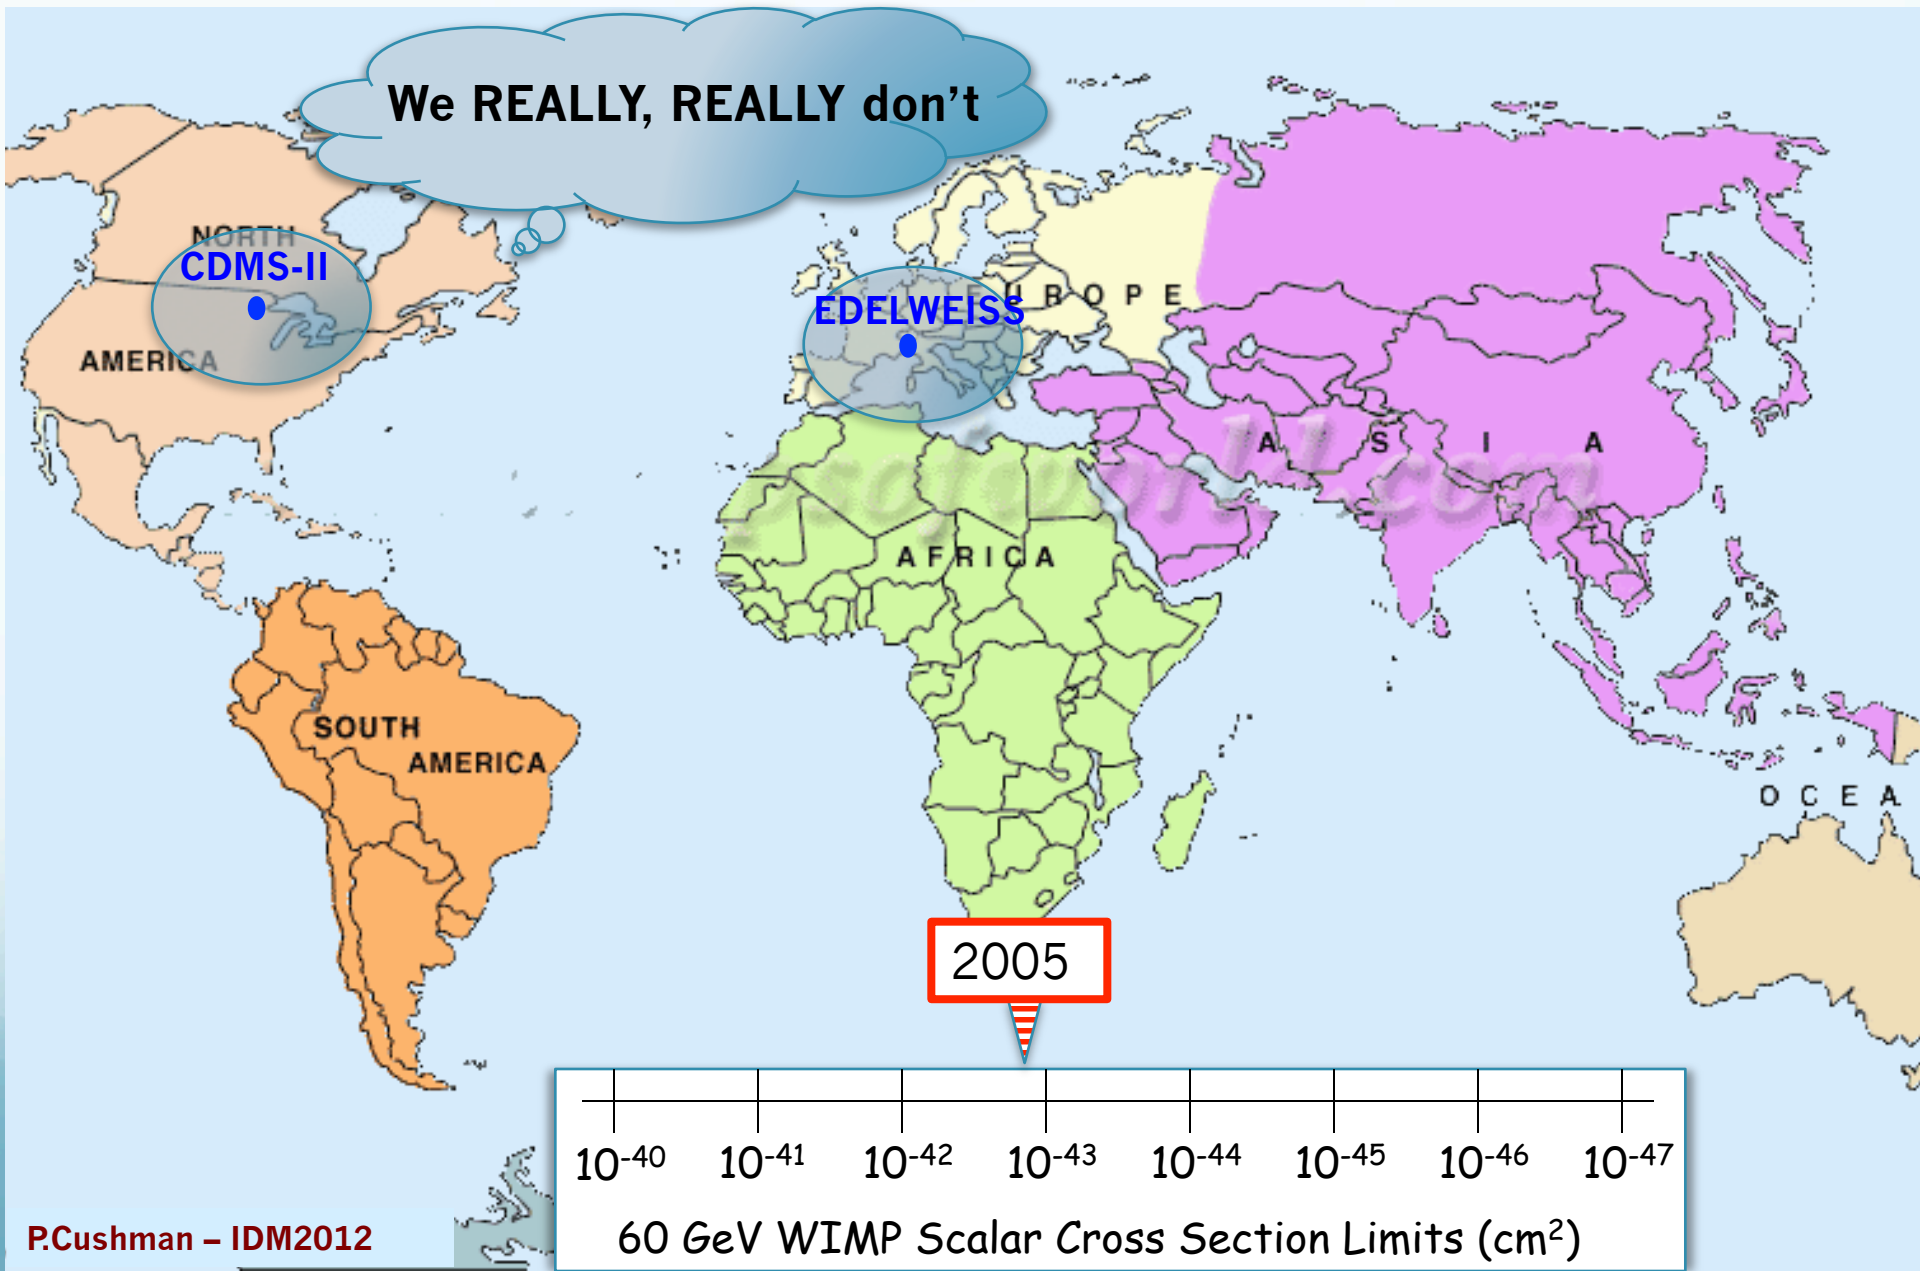 We REALLY, REALLY don't
NORTH
CDMS-II
AMERICA
EDELWEISS
EUROPE
ASIA
psofworld.com
AFRICA
SOUTH
AMERICA
OCEA
2005
10⁻⁴⁰ 10⁻⁴¹ 10⁻⁴² 10⁻⁴³ 10⁻⁴⁴ 10⁻⁴⁵ 10⁻⁴⁶ 10⁻⁴⁷
60 GeV WIMP Scalar Cross Section Limits (cm²)
P.Cushman – IDM2012